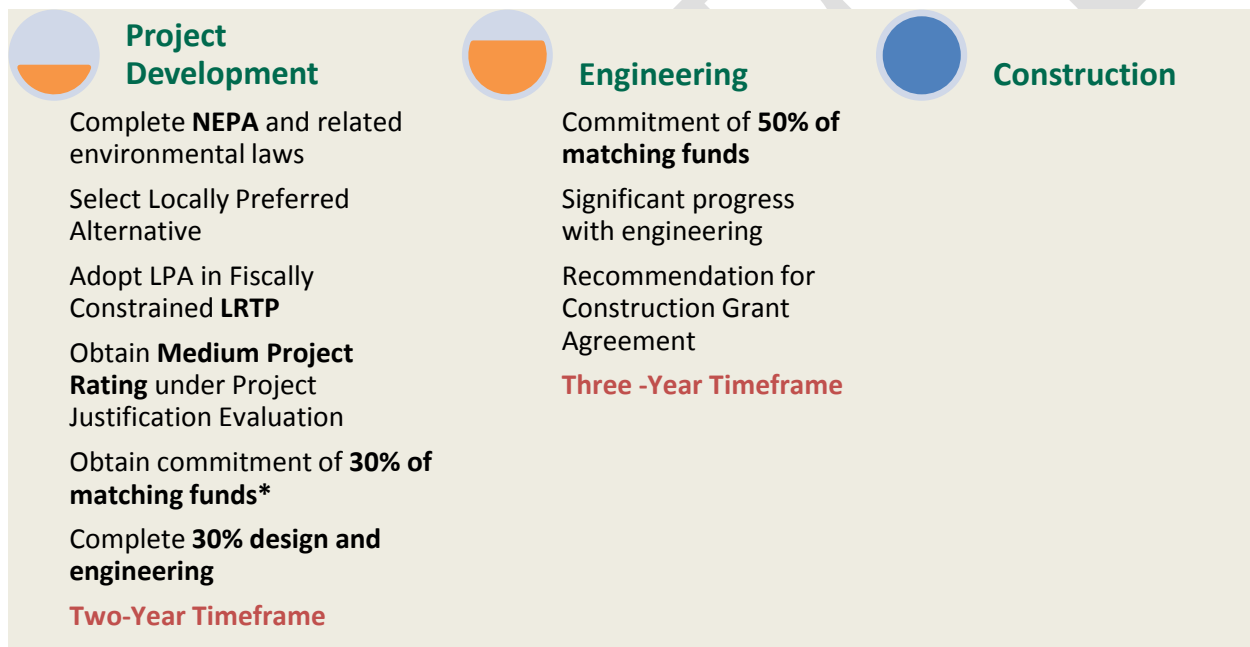 Project
Development
Complete NEPA and related
environmental laws
Select Locally Preferred
Alternative
Adopt LPA in Fiscally
Constrained LRTP
Obtain Medium Project
Rating under Project
Justification Evaluation
Obtain commitment of 30% of
matching funds*
Complete 30% design and
engineering
Two-Year Timeframe
Engineering
Commitment of 50% of
matching funds
Significant progress
with engineering
Recommendation for
Construction Grant
Agreement
Three -Year Timeframe
Construction